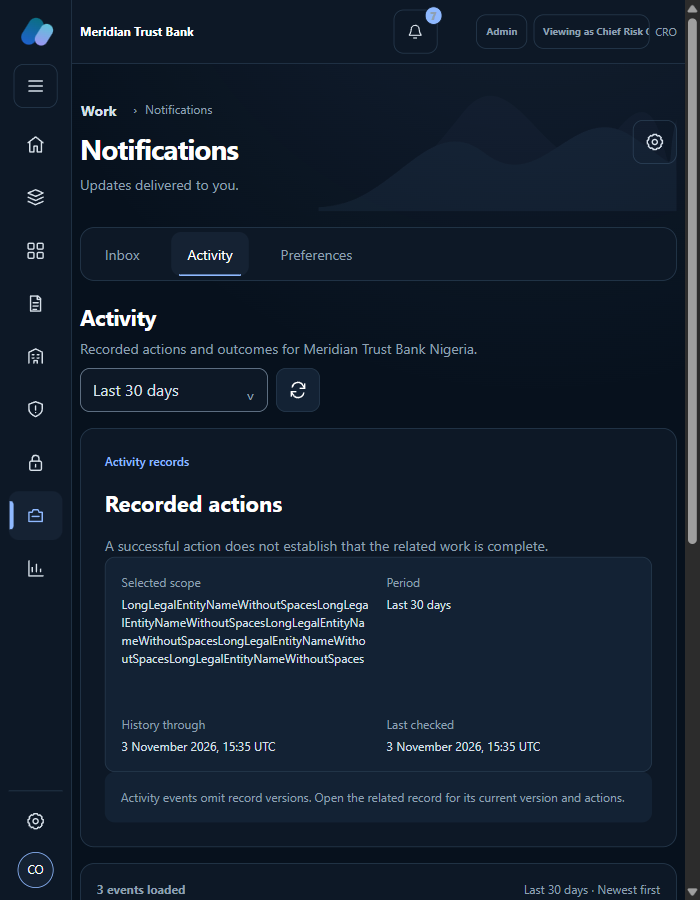 Meridian Trust Bank
Admin
Viewing as Chief Risk
CRO
Work › Notifications
Notifications
Updates delivered to you.
Inbox
Activity
Preferences
Activity
Recorded actions and outcomes for Meridian Trust Bank Nigeria.
Last 30 days
Activity records
Recorded actions
A successful action does not establish that the related work is complete.
Selected scope
LongLegalEntityNameWithoutSpacesLongLega
lEntityNameWithoutSpacesLongLegalEntityNa
meWithoutSpacesLongLegalEntityNameWitho
utSpacesLongLegalEntityNameWithoutSpaces
Period
Last 30 days
History through
3 November 2026, 15:35 UTC
Last checked
3 November 2026, 15:35 UTC
Activity events omit record versions. Open the related record for its current version and actions.
CO
3 events loaded
Last 30 days · Newest first